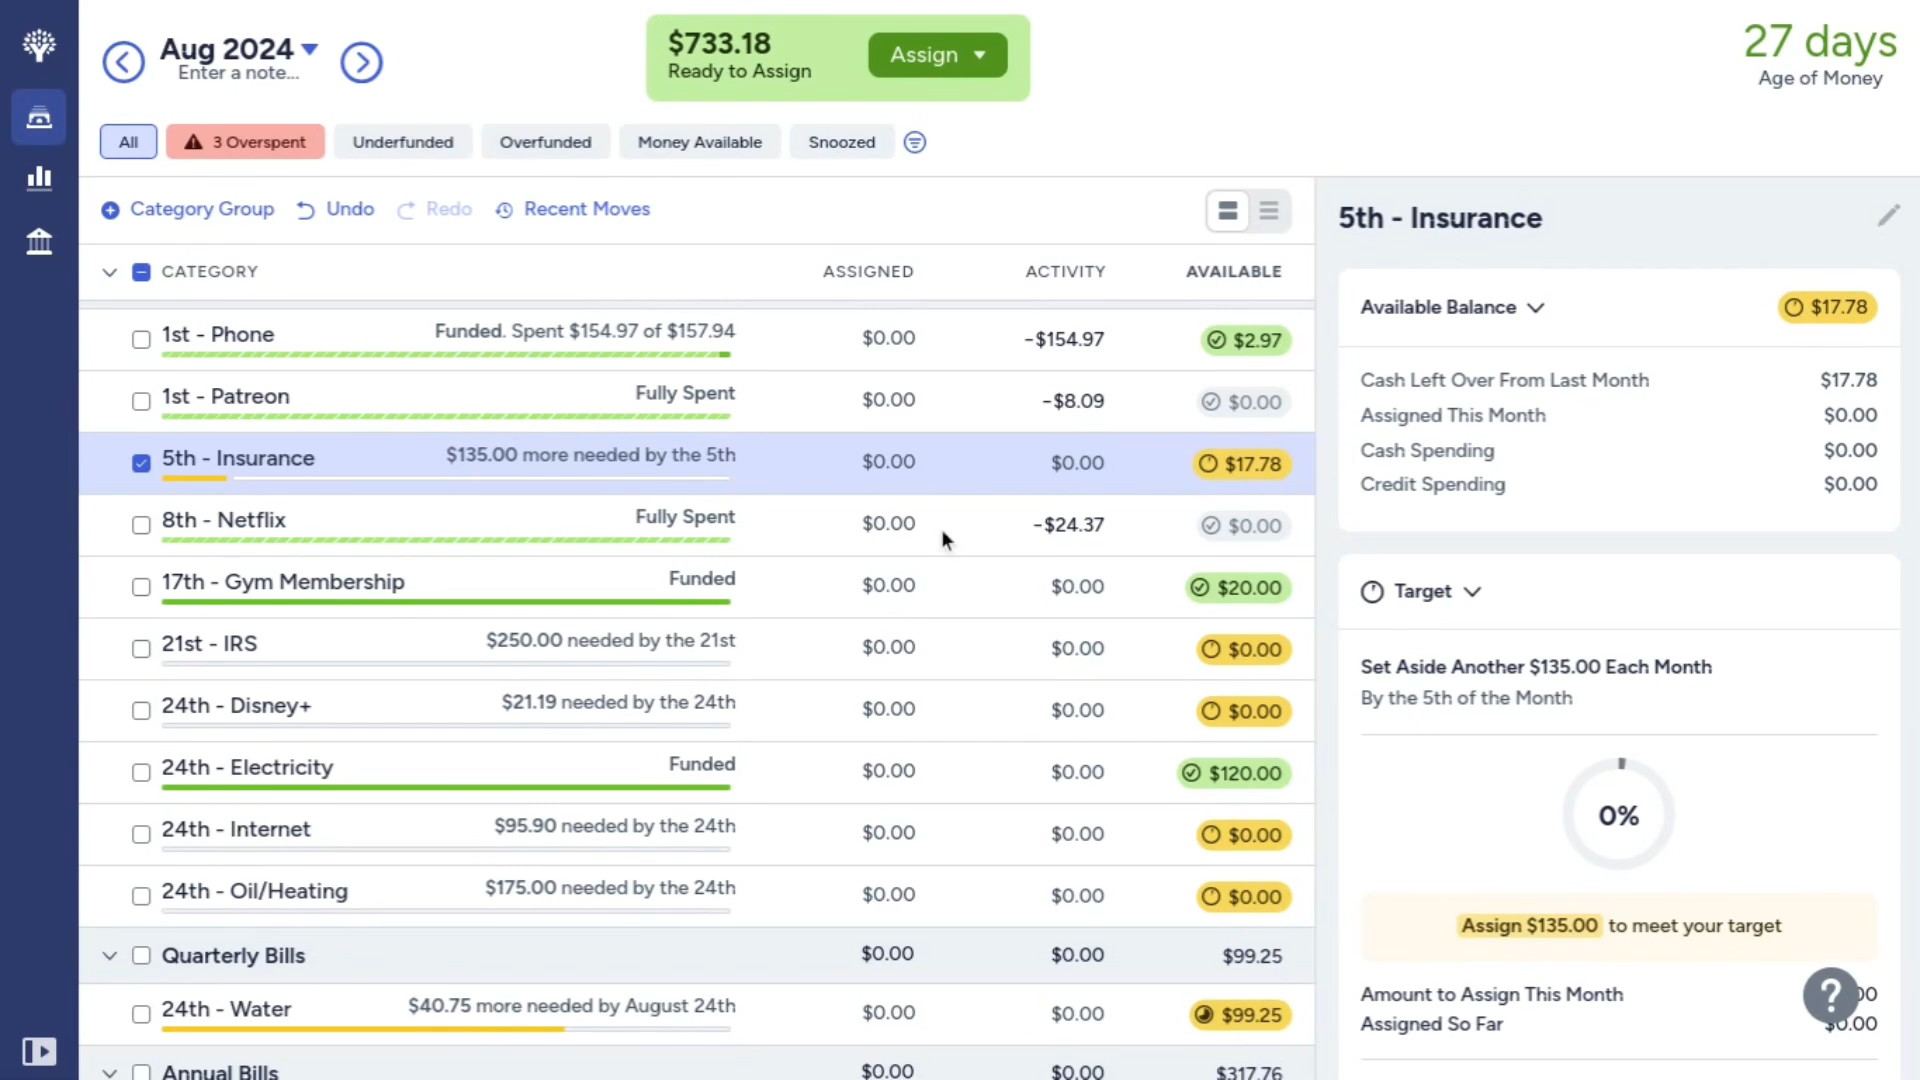 Aug 2024
Enter a note...
$733.18
Ready to Assign
Assign
27 days
Age of Money
All
3 Overspent
Underfunded
Overfunded
Money Available
Snoozed
Category Group
Undo
Redo
Recent Moves
CATEGORY ASSIGNED ACTIVITY AVAILABLE
1st - Phone Funded. Spent $154.97 of $157.94 $0.00 -$154.97 $2.97
1st - Patreon Fully Spent $0.00 -$8.09 $0.00
5th - Insurance $135.00 more needed by the 5th $0.00 $0.00 $17.78
8th - Netflix Fully Spent $0.00 -$24.37 $0.00
17th - Gym Membership Funded $0.00 $0.00 $20.00
21st - IRS $250.00 needed by the 21st $0.00 $0.00 $0.00
24th - Disney+ $21.19 needed by the 24th $0.00 $0.00 $0.00
24th - Electricity Funded $0.00 $0.00 $120.00
24th - Internet $95.90 needed by the 24th $0.00 $0.00 $0.00
24th - Oil/Heating $175.00 needed by the 24th $0.00 $0.00 $0.00
Quarterly Bills $0.00 $0.00 $99.25
24th - Water $40.75 more needed by August 24th $0.00 $0.00 $99.25
Annual Bills $0.00 $0.00 $317.76
5th - Insurance
Available Balance $17.78
Cash Left Over From Last Month $17.78
Assigned This Month $0.00
Cash Spending $0.00
Credit Spending $0.00
Target
Set Aside Another $135.00 Each Month
By the 5th of the Month
0%
Assign $135.00 to meet your target
Amount to Assign This Month
Assigned So Far $0.00
?